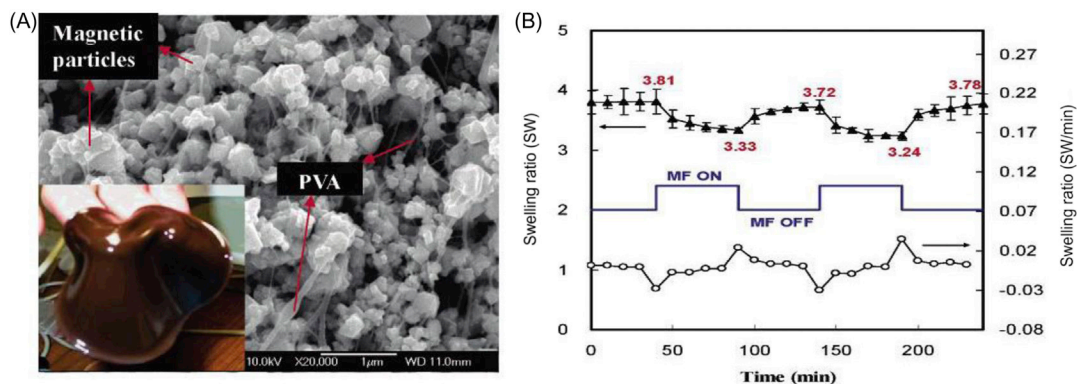 (A)
Magnetic
particles
PVA
10.0kV X20,000 1μm WD 11.0mm
(B)
Swelling ratio (SW)
5
4
3
2
1
0
3.81
3.72
3.78
3.33
3.24
MF ON
MF OFF
0.27
0.22
0.17
0.12
0.07
0.02
-0.03
-0.08
Swelling ratio (SW/min)
0 50 100 150 200
Time (min)